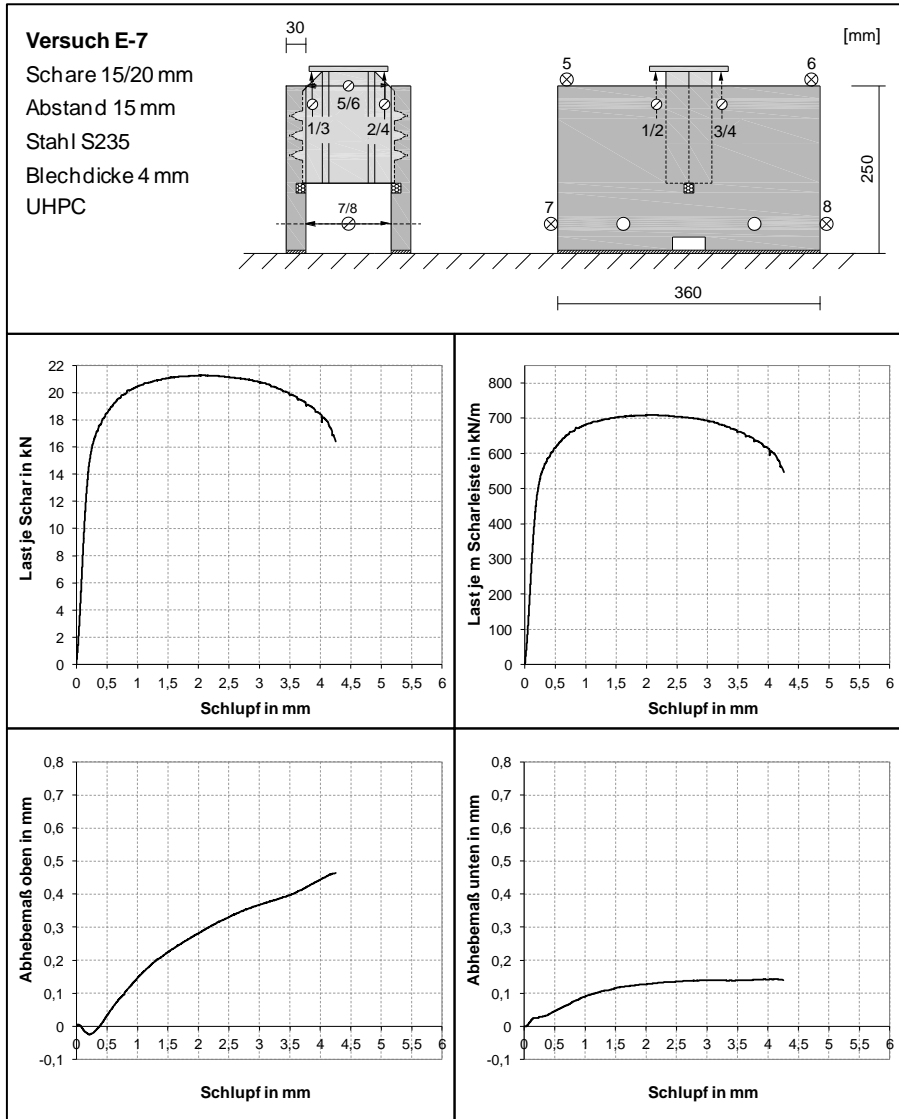 Versuch E-7
Schare 15/20 mm
Abstand 15 mm
Stahl S235
Blechdicke 4 mm
UHPC
30
5/6
1/3
2/4
7/8
[mm]
5
6
1/2
3/4
7
8
250
360
Last je Schar in kN
22
20
18
16
14
12
10
8
6
4
2
0
0 0,5 1 1,5 2 2,5 3 3,5 4 4,5 5 5,5 6
Schlupf in mm
Last je m Scharleiste in kN/m
800
700
600
500
400
300
200
100
0
0 0,5 1 1,5 2 2,5 3 3,5 4 4,5 5 5,5 6
Schlupf in mm
Abhebemaß oben in mm
0,8
0,7
0,6
0,5
0,4
0,3
0,2
0,1
0
-0,1
0 0,5 1 1,5 2 2,5 3 3,5 4 4,5 5 5,5 6
Schlupf in mm
Abhebemaß unten in mm
0,8
0,7
0,6
0,5
0,4
0,3
0,2
0,1
0
-0,1
0 0,5 1 1,5 2 2,5 3 3,5 4 4,5 5 5,5 6
Schlupf in mm